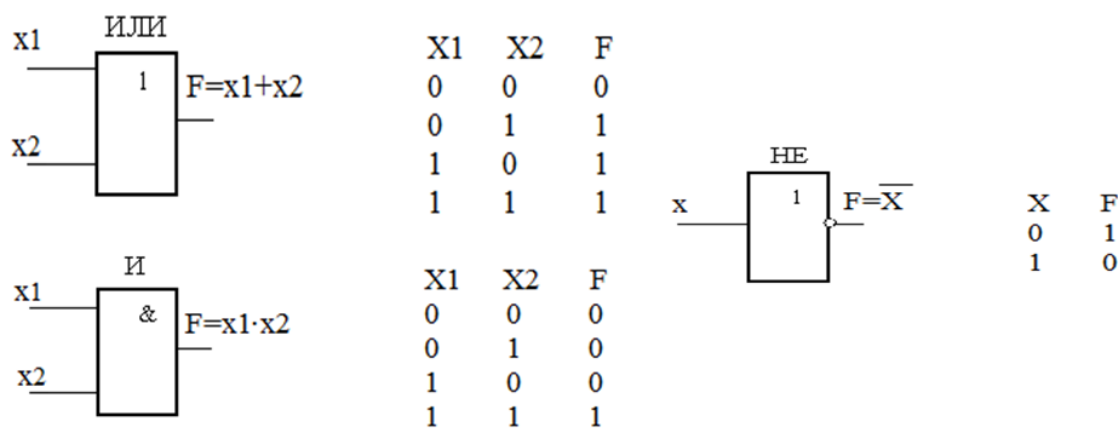 ИЛИ
x1
1
F=x1+x2
x2
X1 X2 F
0 0 0
0 1 1
1 0 1
1 1 1
И
x1
&
F=x1·x2
x2
X1 X2 F
0 0 0
0 1 0
1 0 0
1 1 1
НЕ
x
1
F=X̅
X F
0 1
1 0